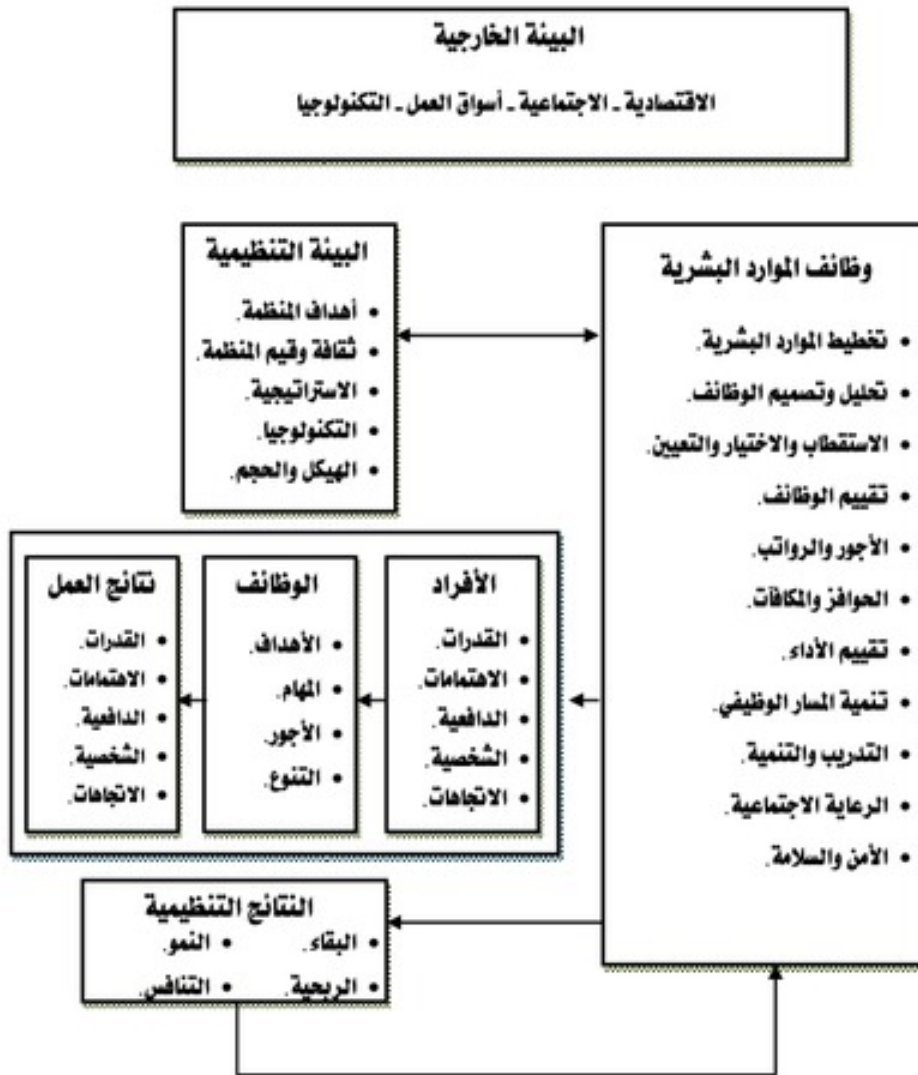 البيئة الخارجية
الاقتصادية - الاجتماعية - أسواق العمل - التكنولوجيا
وظائف الموارد البشرية
• تخطيط الموارد البشرية.
• تحليل وتصميم الوظائف.
• الاستقطاب والاختيار والتعيين.
• تقييم الوظائف.
• الأجور والرواتب.
• الحوافز والمكافآت.
• تقييم الأداء.
• تنمية المسار الوظيفي.
• التدريب والتنمية.
• الرعاية الاجتماعية.
• الأمن والسلامة.
البيئة التنظيمية
• أهداف المنظمة.
• ثقافة وقيم المنظمة.
• الاستراتيجية.
• التكنولوجيا.
• الهيكل والحجم.
الأفراد
• القدرات.
• الاهتمامات.
• الدافعية.
• الشخصية.
• الاتجاهات.
الوظائف
• الأهداف.
• المهام.
• الأجور.
• التنوع.
نتائج العمل
• القدرات.
• الاهتمامات.
• الدافعية.
• الشخصية.
• الاتجاهات.
النتائج التنظيمية
• البقاء. • النمو.
• الربحية. • التنافس.